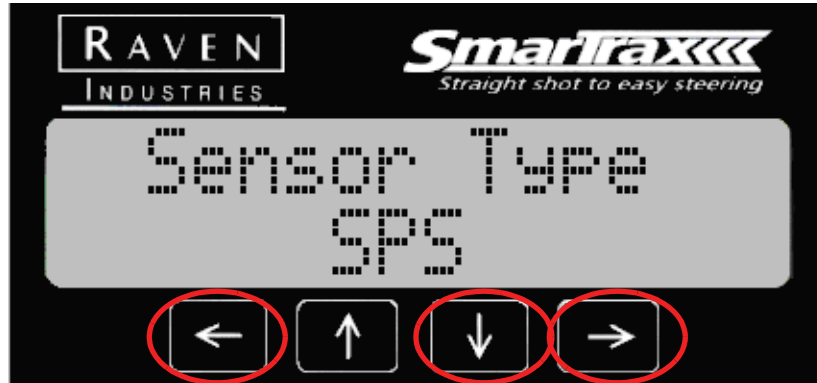 RAVEN
INDUSTRIES
SmarTrax
Straight shot to easy steering
Sensor Type
SPS
← ↑ ↓ →